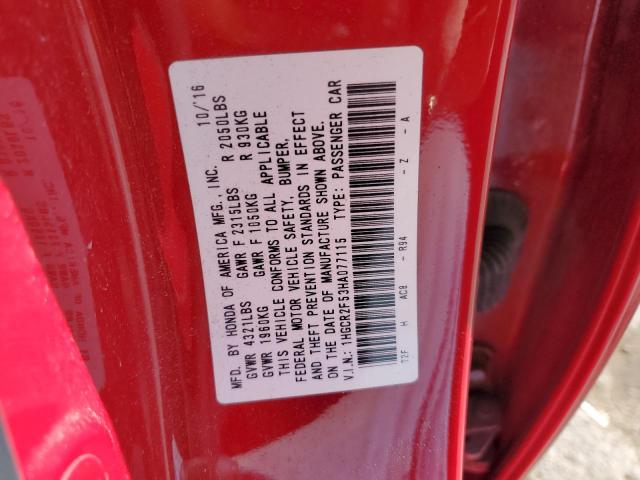 MFD. BY HONDA OF AMERICA MFG., INC. 10/16
GVWR 4321LBS GAWR F 2315LBS R 2050LBS
GVWR 1960KG GAWR F 1050KG R 930KG
THIS VEHICLE CONFORMS TO ALL APPLICABLE
FEDERAL MOTOR VEHICLE SAFETY, BUMPER,
AND THEFT PREVENTION STANDARDS IN EFFECT
ON THE DATE OF MANUFACTURE SHOWN ABOVE.
V.I.N.: 1HGCR2F53HA077115 TYPE: PASSENGER CAR
T2F H AC9 - R94 - Z - A